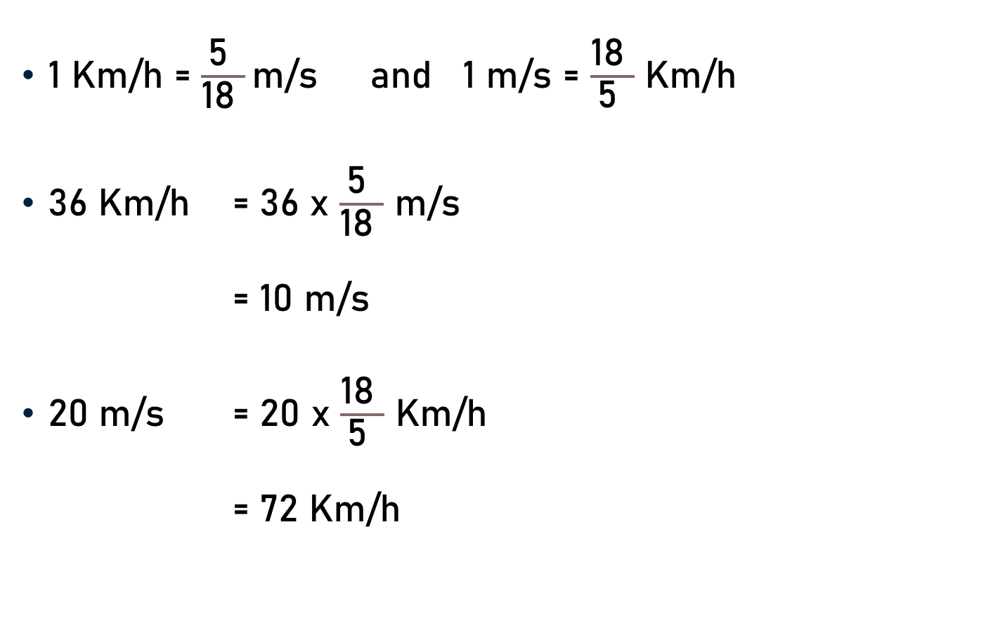 • 1 Km/h = 5/18 m/s and 1 m/s = 18/5 Km/h
• 36 Km/h = 36 x 5/18 m/s
= 10 m/s
• 20 m/s = 20 x 18/5 Km/h
= 72 Km/h